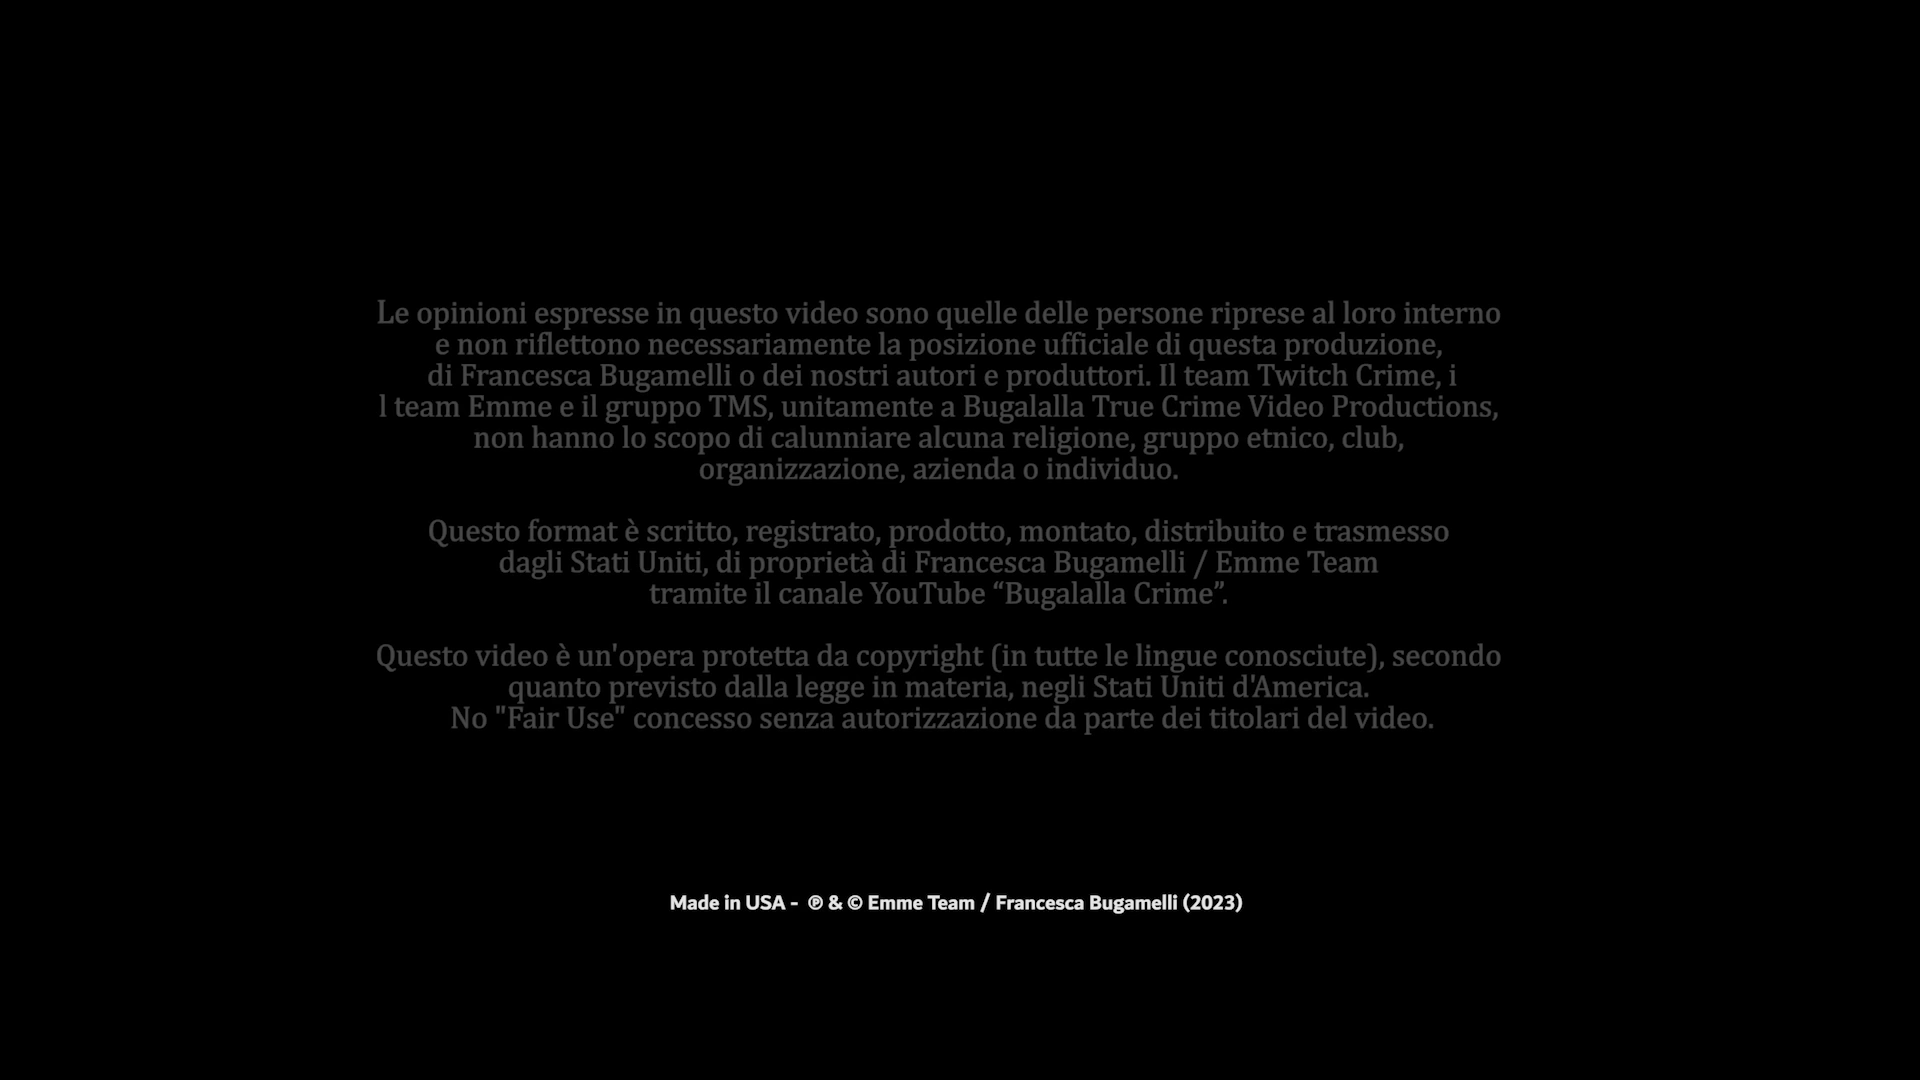 Le opinioni espresse in questo video sono quelle delle persone riprese al loro interno
e non riflettono necessariamente la posizione ufficiale di questa produzione,
di Francesca Bugamelli o dei nostri autori e produttori. Il team Twitch Crime, i
l team Emme e il gruppo TMS, unitamente a Bugalalla True Crime Video Productions,
non hanno lo scopo di calunniare alcuna religione, gruppo etnico, club,
organizzazione, azienda o individuo.
Questo format è scritto, registrato, prodotto, montato, distribuito e trasmesso
dagli Stati Uniti, di proprietà di Francesca Bugamelli / Emme Team
tramite il canale YouTube “Bugalalla Crime”.
Questo video è un'opera protetta da copyright (in tutte le lingue conosciute), secondo
quanto previsto dalla legge in materia, negli Stati Uniti d'America.
No "Fair Use" concesso senza autorizzazione da parte dei titolari del video.
Made in USA - ℗ & © Emme Team / Francesca Bugamelli (2023)